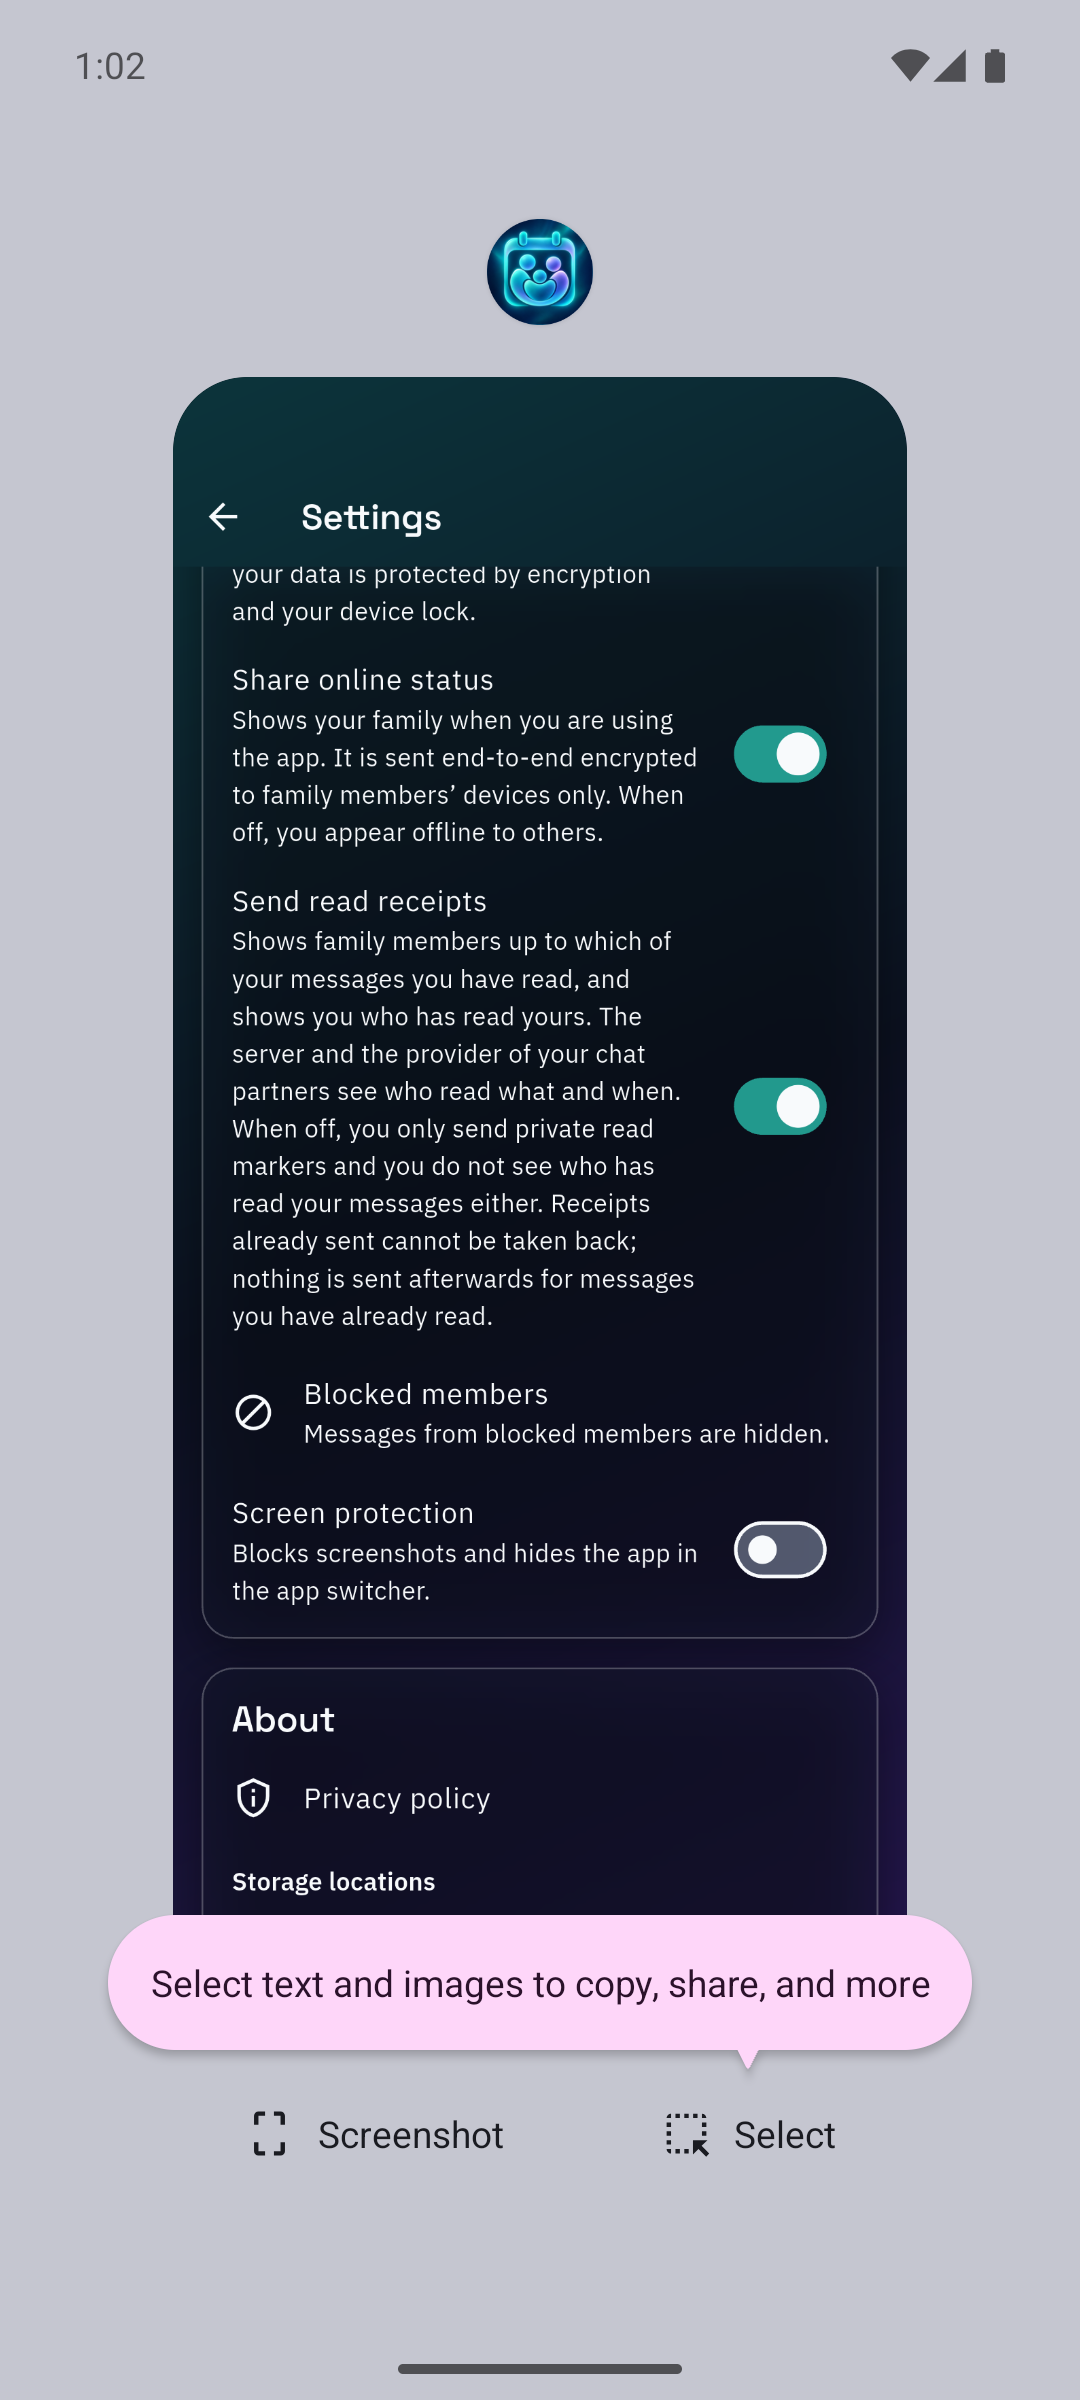 1:02
Settings
your data is protected by encryption
and your device lock.
Share online status
Shows your family when you are using
the app. It is sent end-to-end encrypted
to family members’ devices only. When
off, you appear offline to others.
Send read receipts
Shows family members up to which of
your messages you have read, and
shows you who has read yours. The
server and the provider of your chat
partners see who read what and when.
When off, you only send private read
markers and you do not see who has
read your messages either. Receipts
already sent cannot be taken back;
nothing is sent afterwards for messages
you have already read.
Blocked members
Messages from blocked members are hidden.
Screen protection
Blocks screenshots and hides the app in
the app switcher.
About
Privacy policy
Storage locations
Select text and images to copy, share, and more
Screenshot
Select